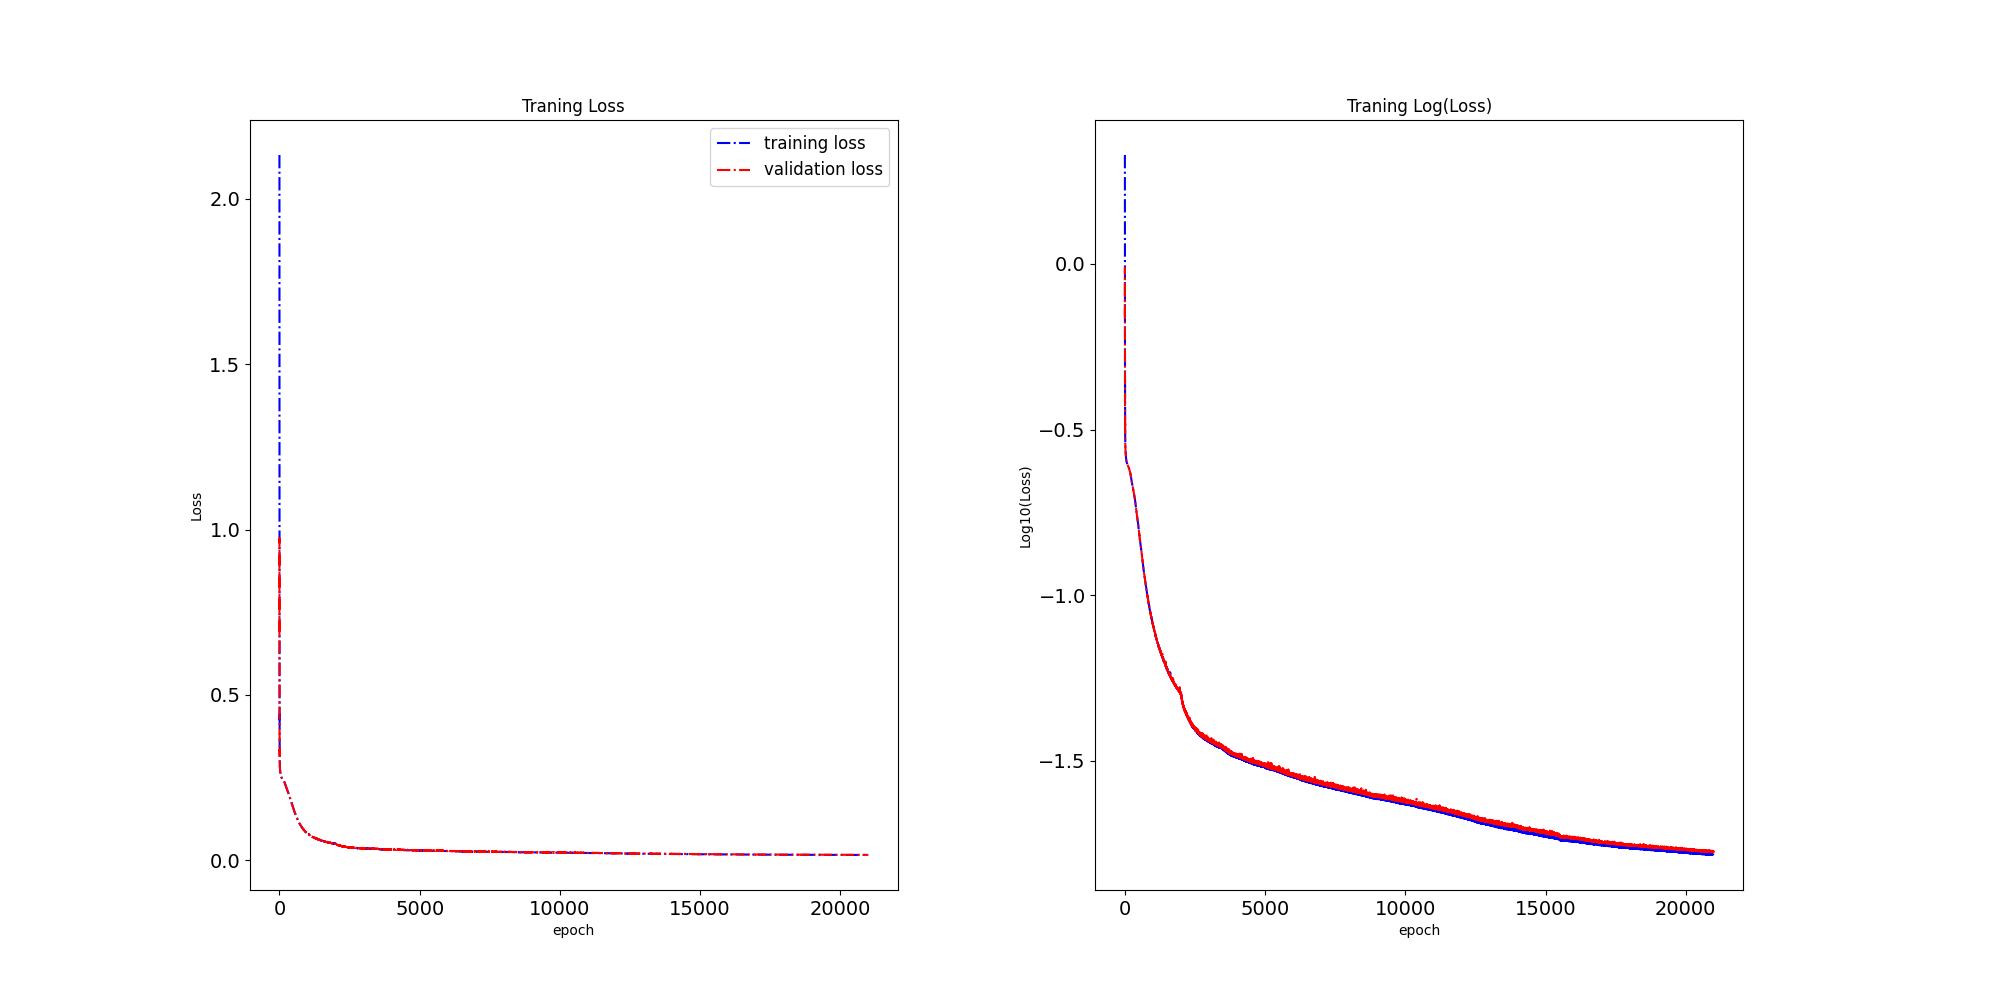 Traning Loss
training loss
validation loss
2.0
1.5
1.0
0.5
0.0
Loss
0
5000
10000
15000
20000
epoch
Traning Log(Loss)
0.0
−0.5
−1.0
−1.5
Log10(Loss)
0
5000
10000
15000
20000
epoch